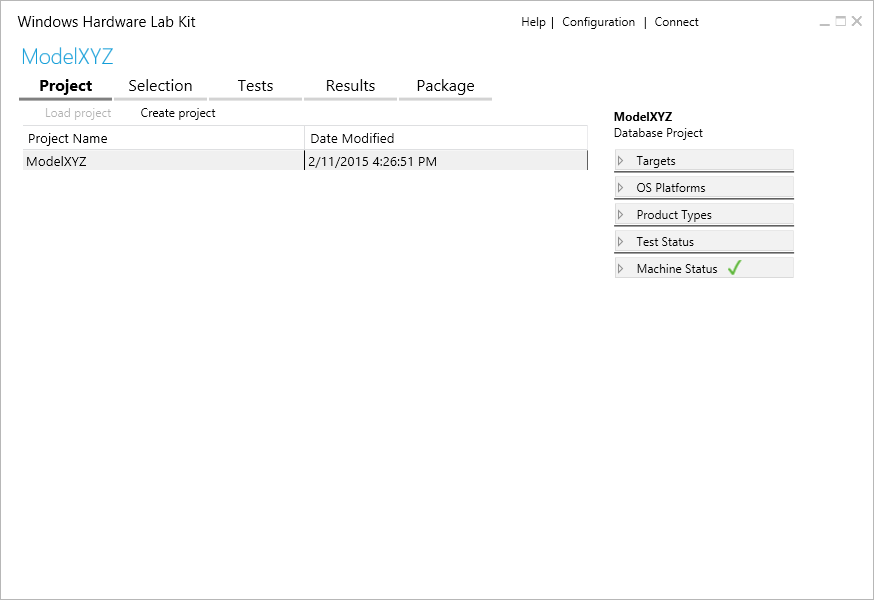 Windows Hardware Lab Kit
Help | Configuration | Connect
ModelXYZ
Project Selection Tests Results Package
Load project Create project
Project Name Date Modified
ModelXYZ 2/11/2015 4:26:51 PM
ModelXYZ
Database Project
Targets
OS Platforms
Product Types
Test Status
Machine Status